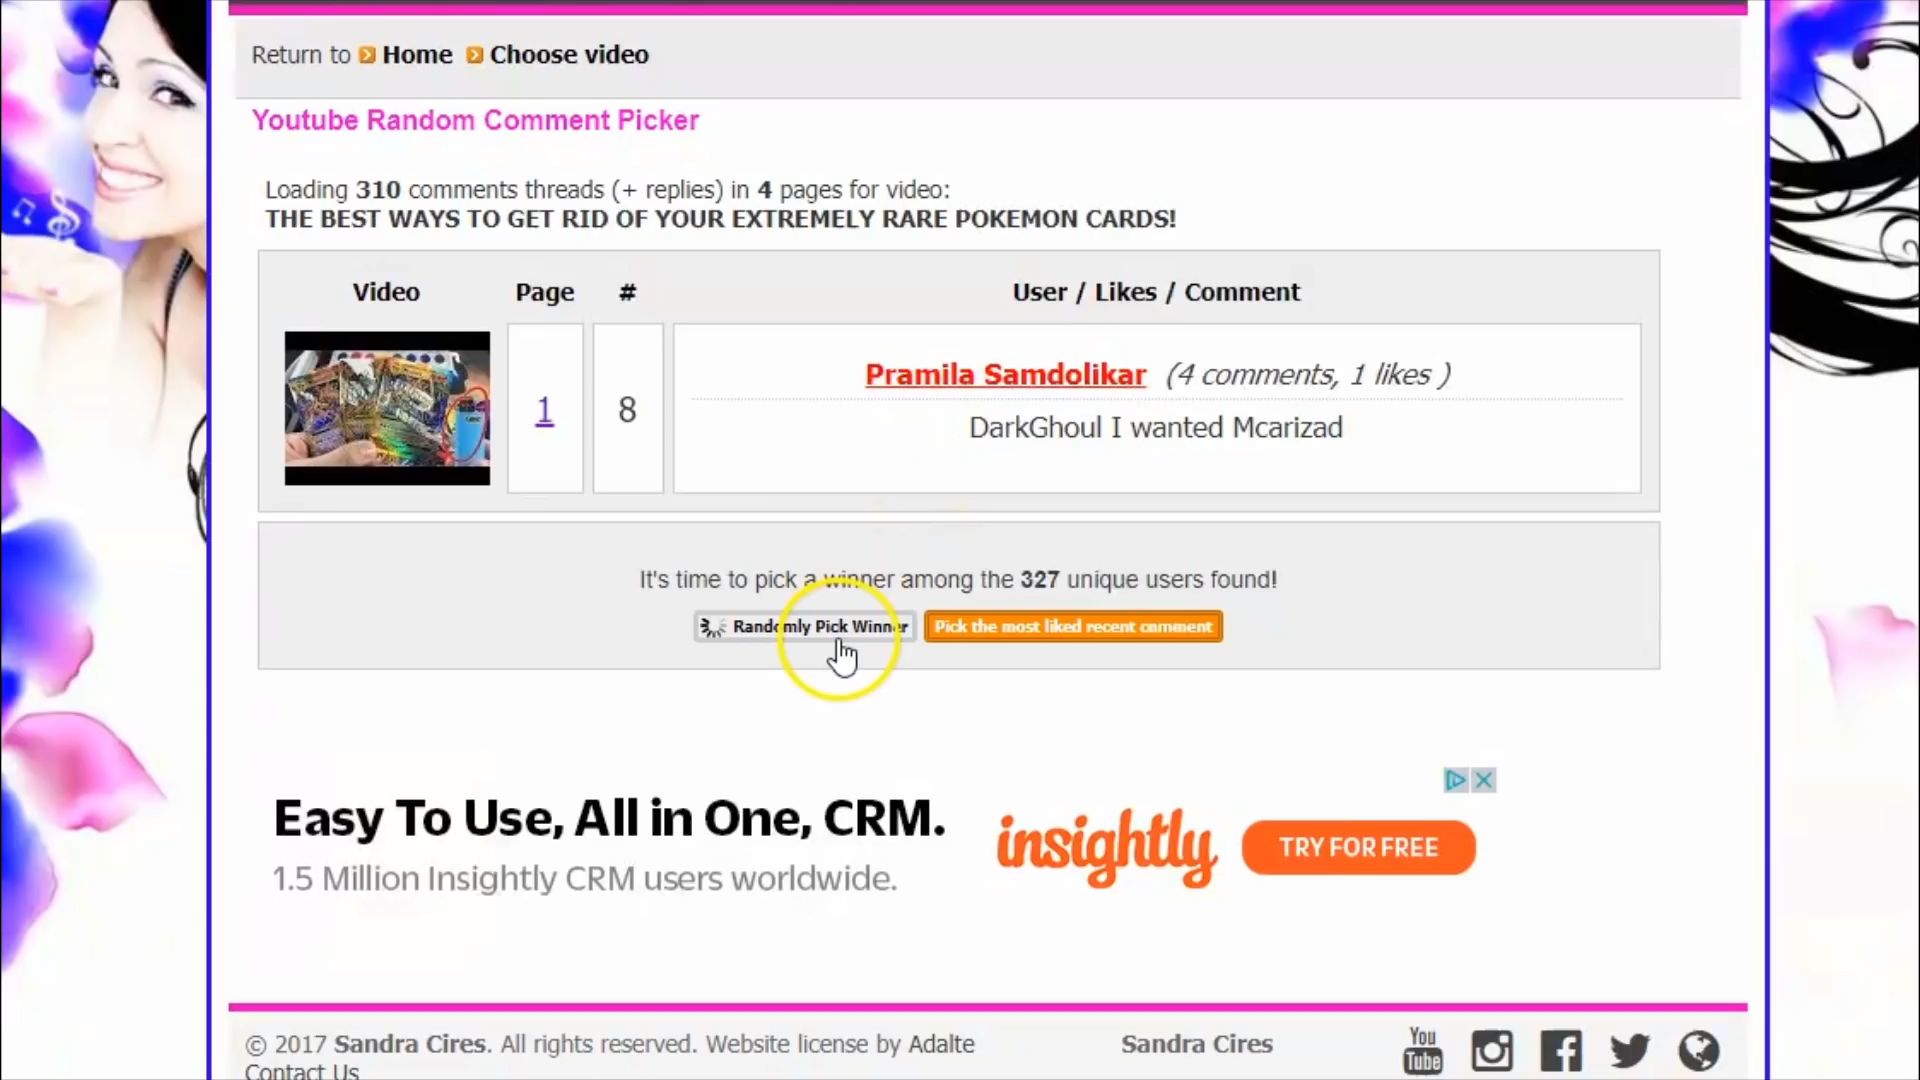 Return to Home Choose video
Youtube Random Comment Picker
Loading 310 comments threads (+ replies) in 4 pages for video:
THE BEST WAYS TO GET RID OF YOUR EXTREMELY RARE POKEMON CARDS!
Video Page # User / Likes / Comment
1 8 Pramila Samdolikar (4 comments, 1 likes )
DarkGhoul I wanted Mcarizad
It's time to pick a winner among the 327 unique users found!
Randomly Pick Winner Pick the most liked recent comment
Easy To Use, All in One, CRM.
1.5 Million Insightly CRM users worldwide.
insightly
TRY FOR FREE
© 2017 Sandra Cires. All rights reserved. Website license by Adalte
Contact Us
Sandra Cires
You
Tube